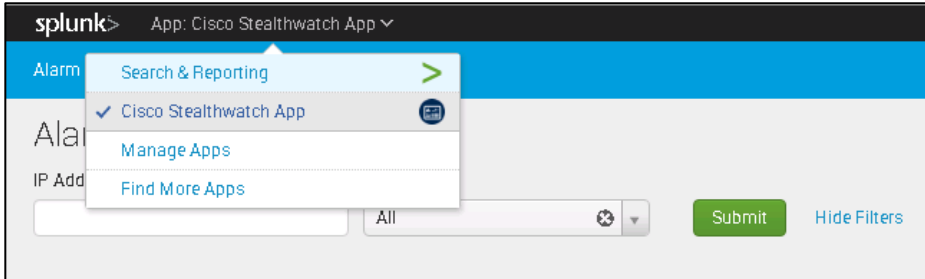 splunk> App: Cisco Stealthwatch App
Alarm
Search & Reporting >
Cisco Stealthwatch App
Manage Apps
Find More Apps
Ala
IP Add
All
Submit
Hide Filters